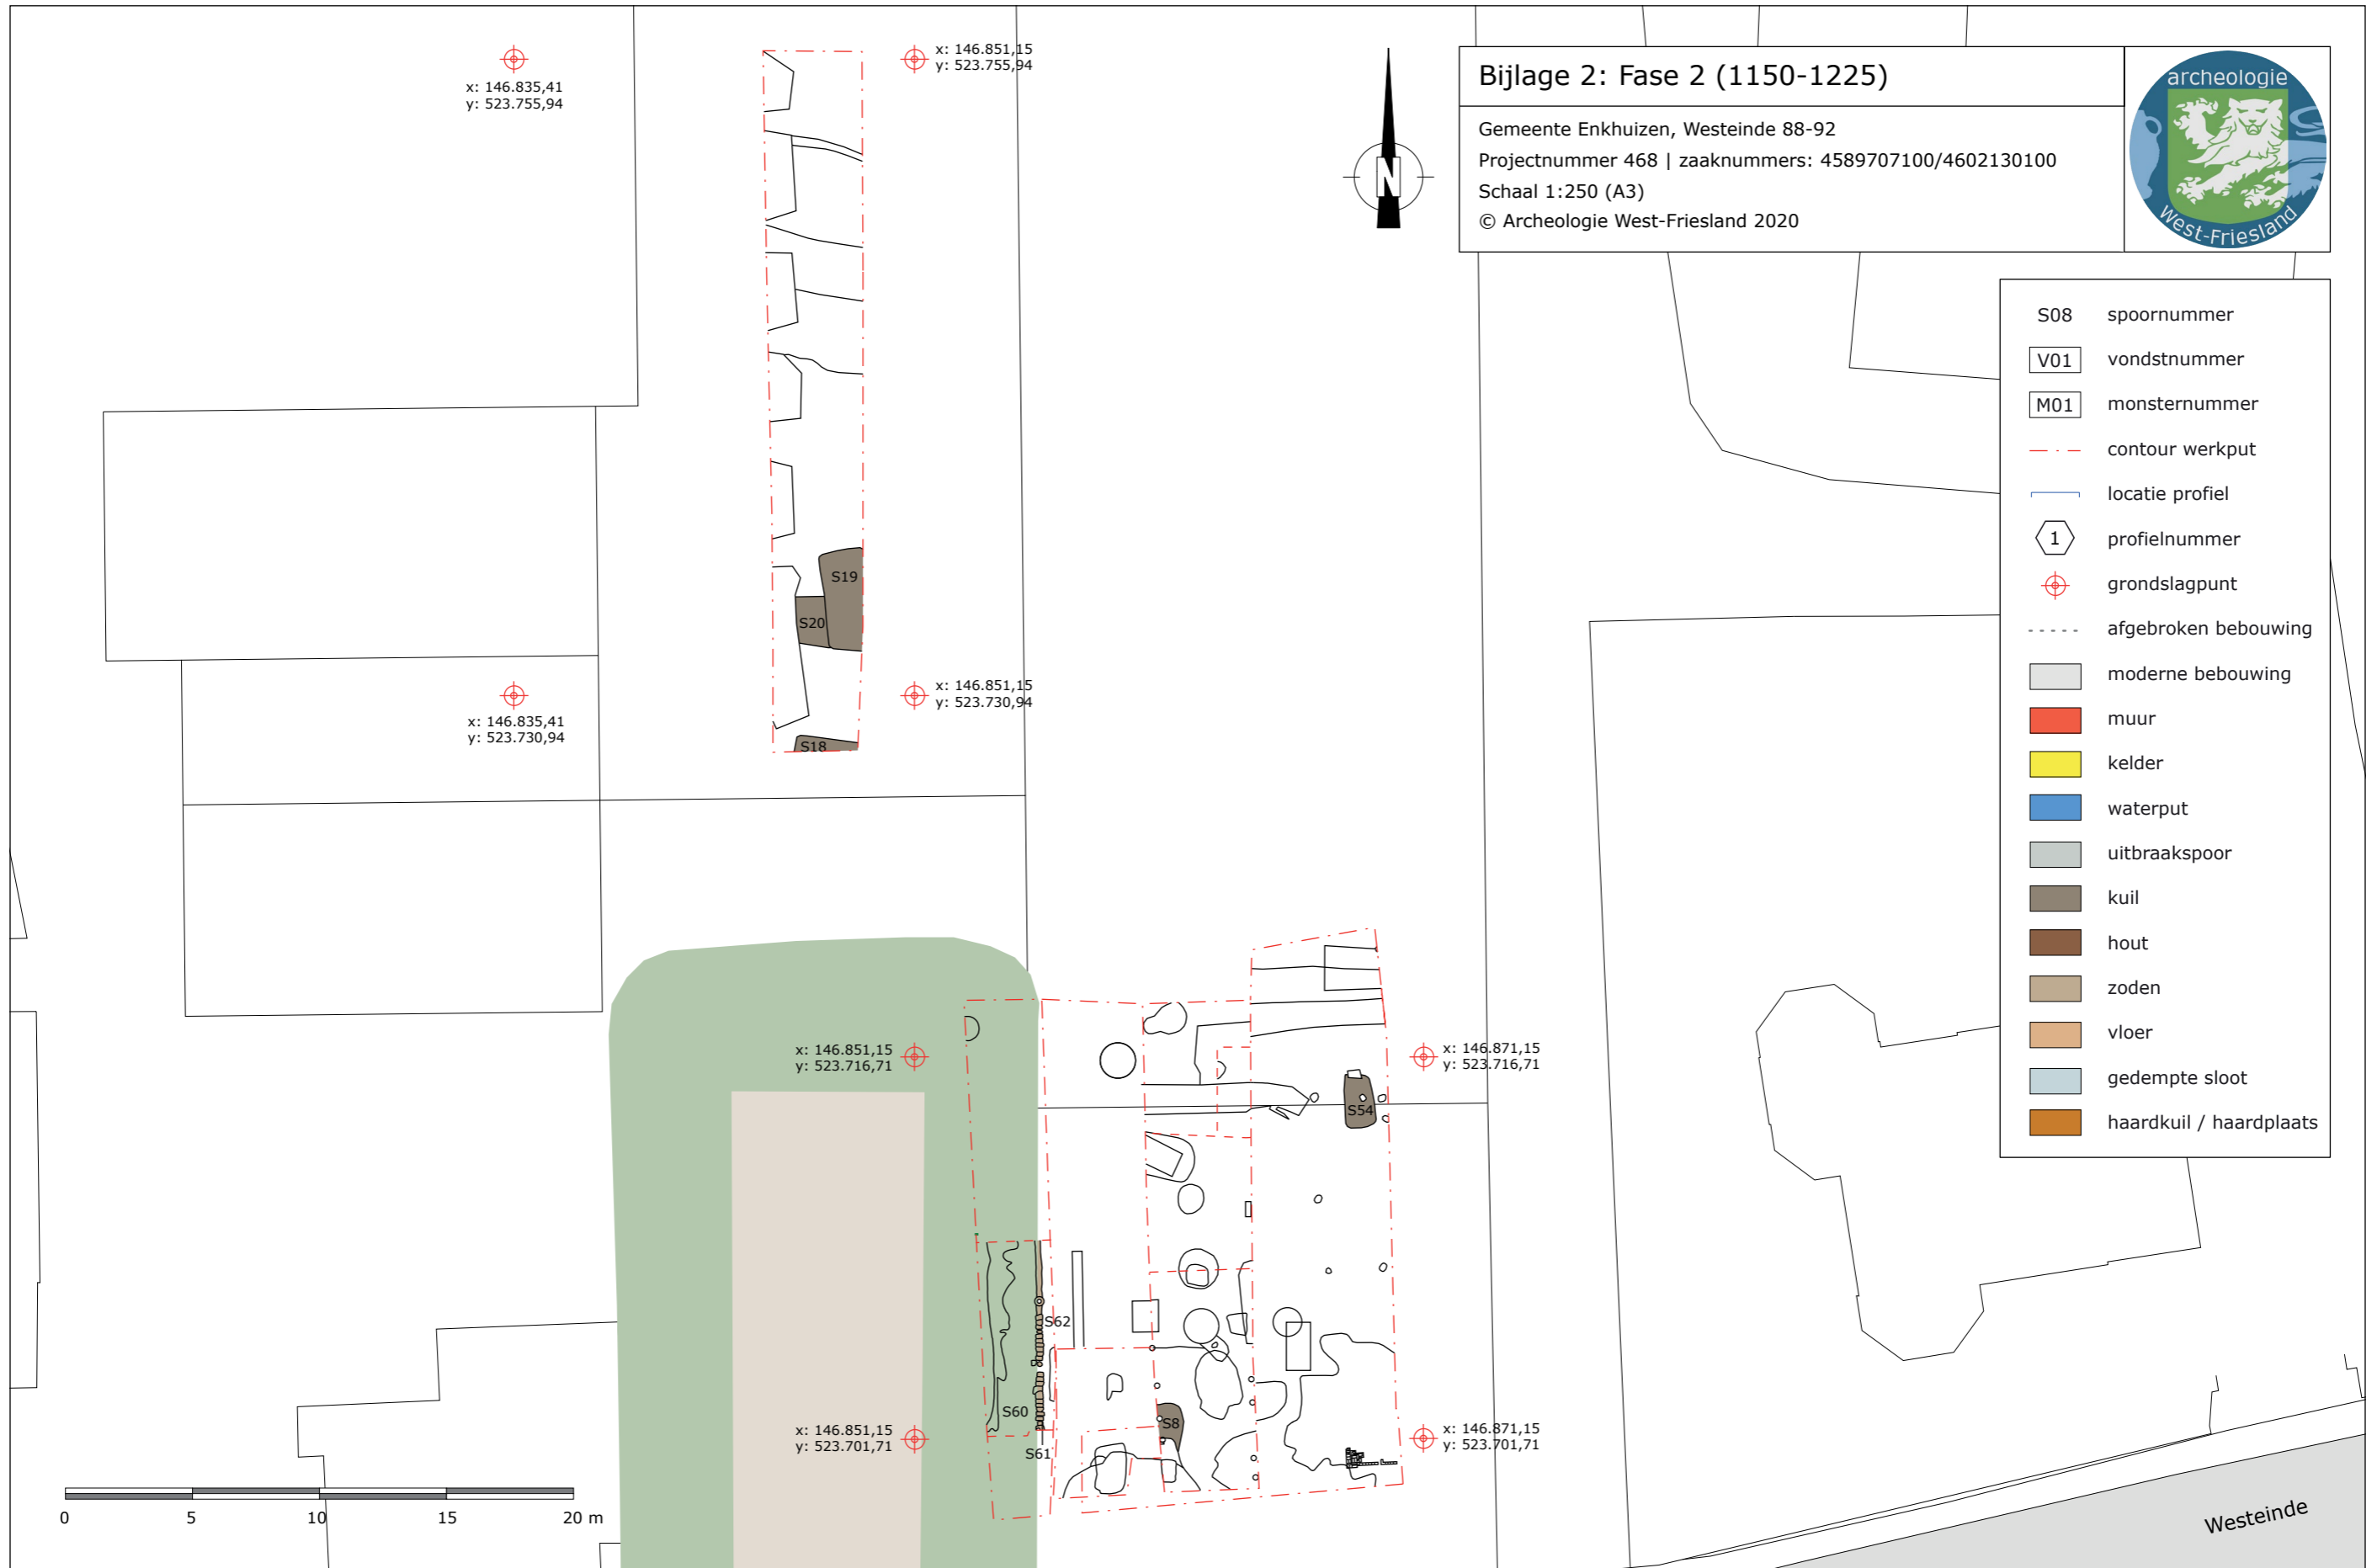 x: 146.835,41
y: 523.755,94
x: 146.851,15
y: 523.755,94
N
Bijlage 2: Fase 2 (1150-1225)
Gemeente Enkhuizen, Westeinde 88-92
Projectnummer 468 | zaaknummers: 4589707100/4602130100
Schaal 1:250 (A3)
© Archeologie West-Friesland 2020
archeologie
West-Friesland
S08 spoornummer
V01 vondstnummer
M01 monsternummer
contour werkput
locatie profiel
1 profielnummer
grondslagpunt
afgebroken bebouwing
moderne bebouwing
muur
kelder
waterput
uitbraakspoor
kuil
hout
zoden
vloer
gedempte sloot
haardkuil / haardplaats
S19
S20
x: 146.835,41
y: 523.730,94
x: 146.851,15
y: 523.730,94
S18
x: 146.851,15
y: 523.716,71
x: 146.871,15
y: 523.716,71
S54
S62
S60
S8
S61
x: 146.851,15
y: 523.701,71
x: 146.871,15
y: 523.701,71
0 5 10 15 20 m
Westeinde